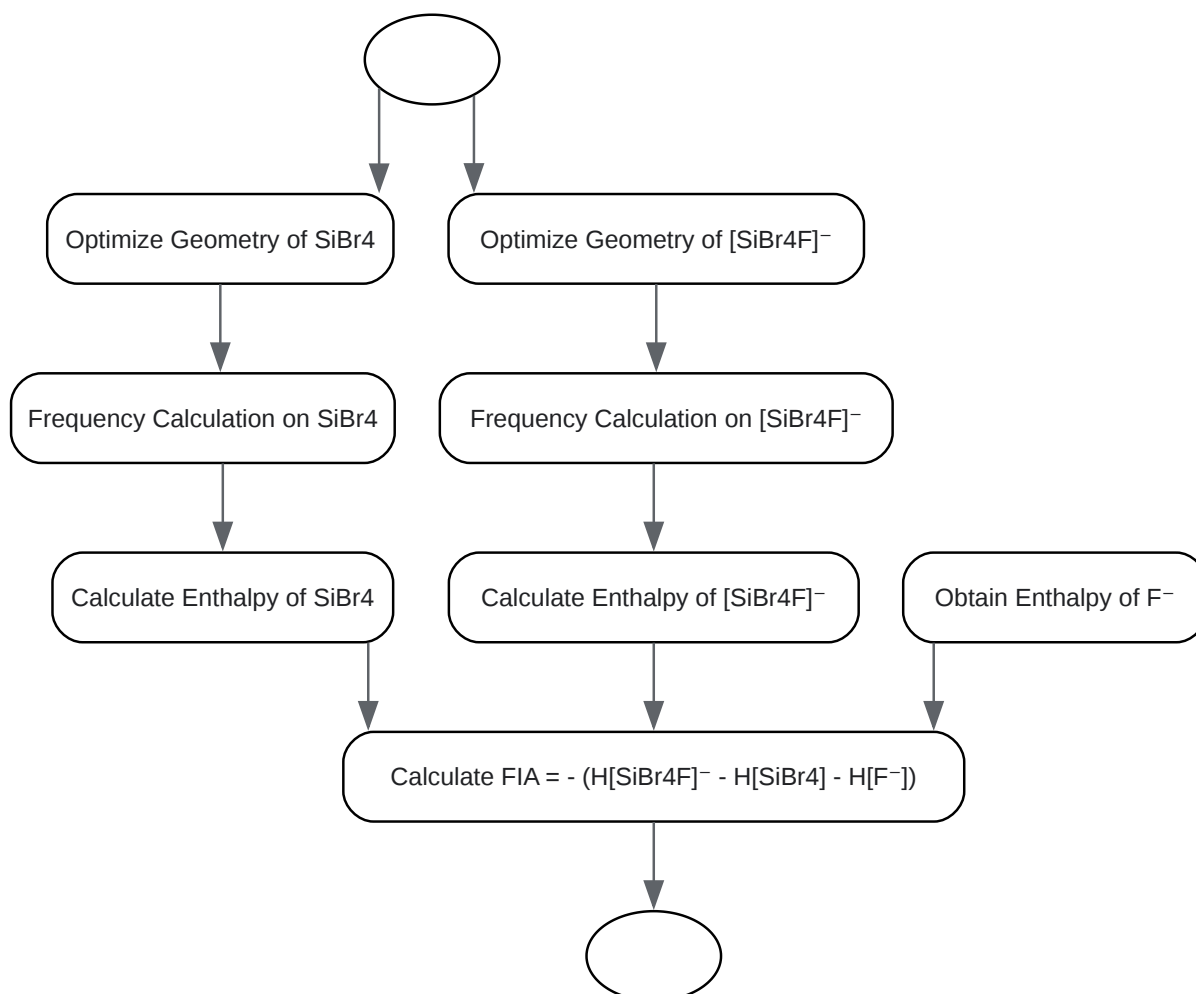 Optimize Geometry of SiBr4
Optimize Geometry of [SiBr4F]⁻
Frequency Calculation on SiBr4
Frequency Calculation on [SiBr4F]⁻
Calculate Enthalpy of SiBr4
Calculate Enthalpy of [SiBr4F]⁻
Obtain Enthalpy of F⁻
Calculate FIA = - (H[SiBr4F]⁻ - H[SiBr4] - H[F⁻])